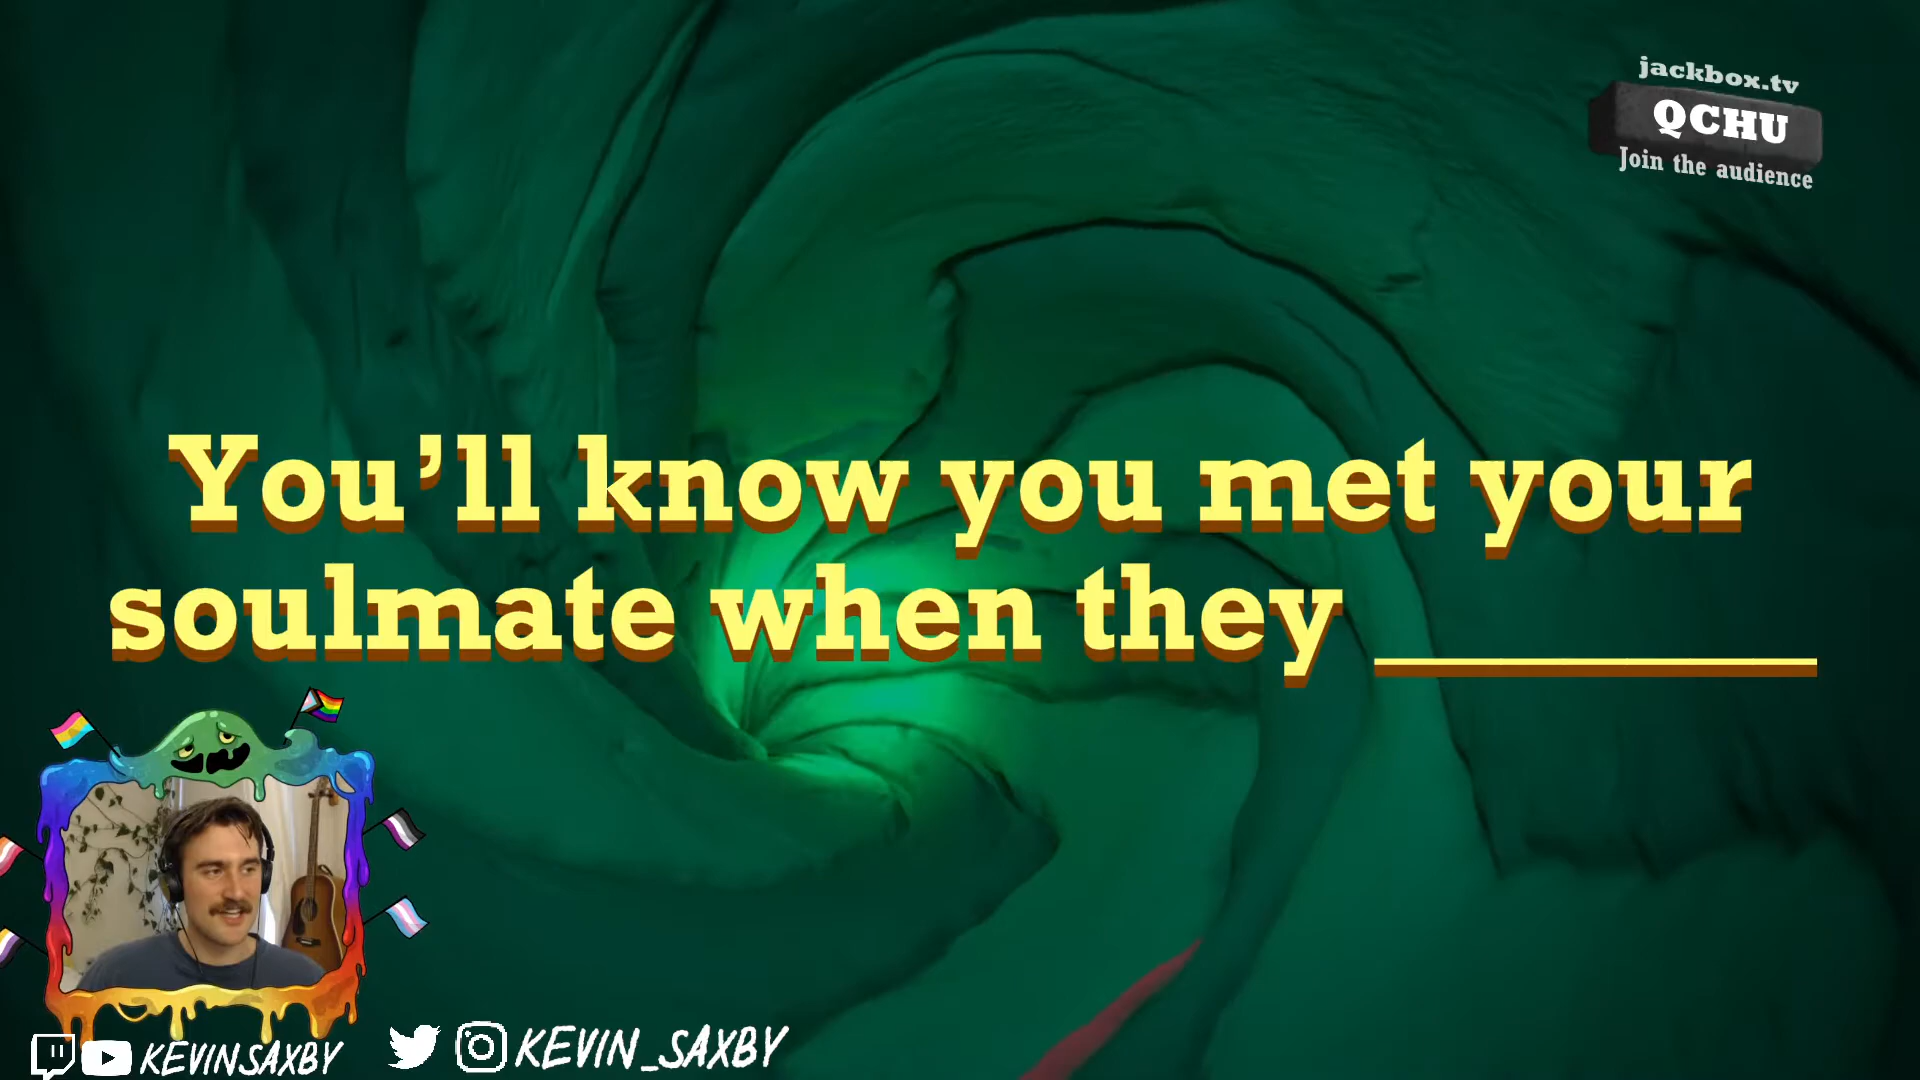 jackbox.tv
QCHU
Join the audience
You’ll know you met your
soulmate when they ________
KEVINSAXBY
KEVIN_SAXBY